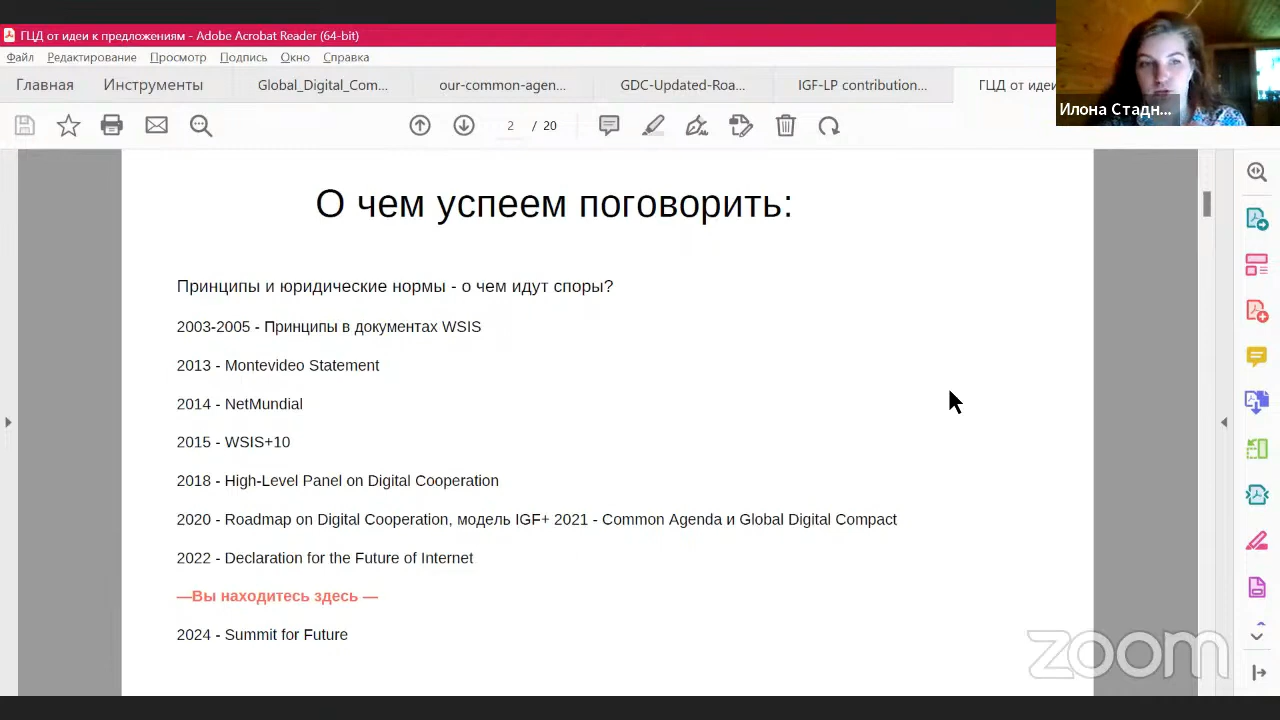 ГЦД от идеи к предложениям - Adobe Acrobat Reader (64-bit)
Файл Редактирование Просмотр Подпись Окно Справка
Главная Инструменты Global_Digital_Com... our-common-agen... GDC-Updated-Roa... IGF-LP contribution... ГЦД от идеи
Илона Стадн...
2 / 20
О чем успеем поговорить:
Принципы и юридические нормы - о чем идут споры?
2003-2005 - Принципы в документах WSIS
2013 - Montevideo Statement
2014 - NetMundial
2015 - WSIS+10
2018 - High-Level Panel on Digital Cooperation
2020 - Roadmap on Digital Cooperation, модель IGF+ 2021 - Common Agenda и Global Digital Compact
2022 - Declaration for the Future of Internet
—Вы находитесь здесь —
2024 - Summit for Future
zoom